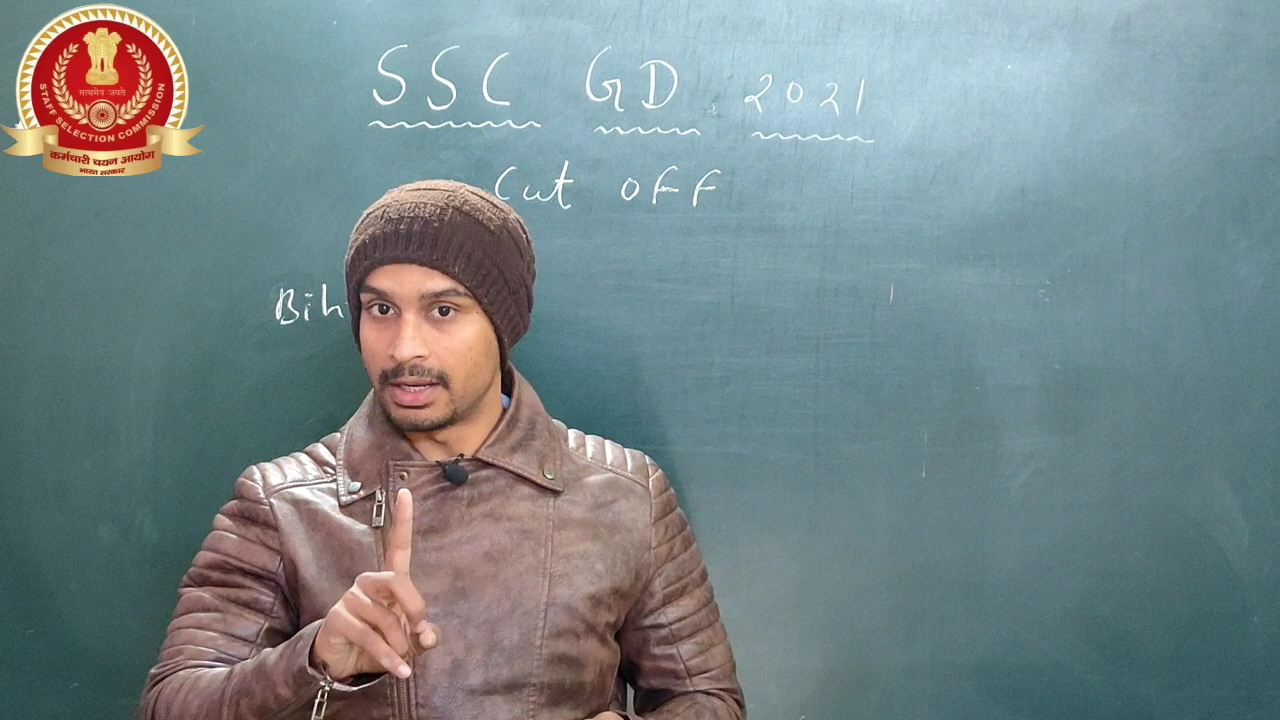 SSC GD 2021
Cut off
Bih
सत्यमेव जयते
STAFF SELECTION COMMISSION
कर्मचारी चयन आयोग
भारत सरकार